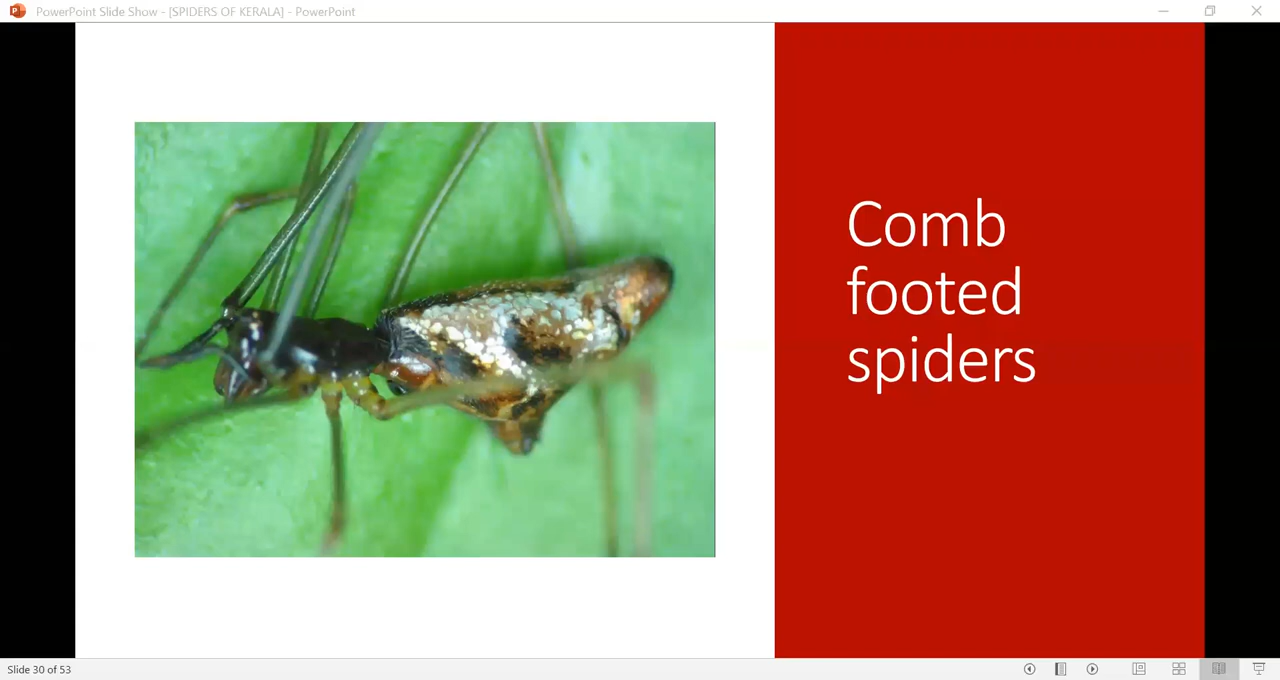 PowerPoint Slide Show - [SPIDERS OF KERALA] - PowerPoint
Comb
footed
spiders
Slide 30 of 53